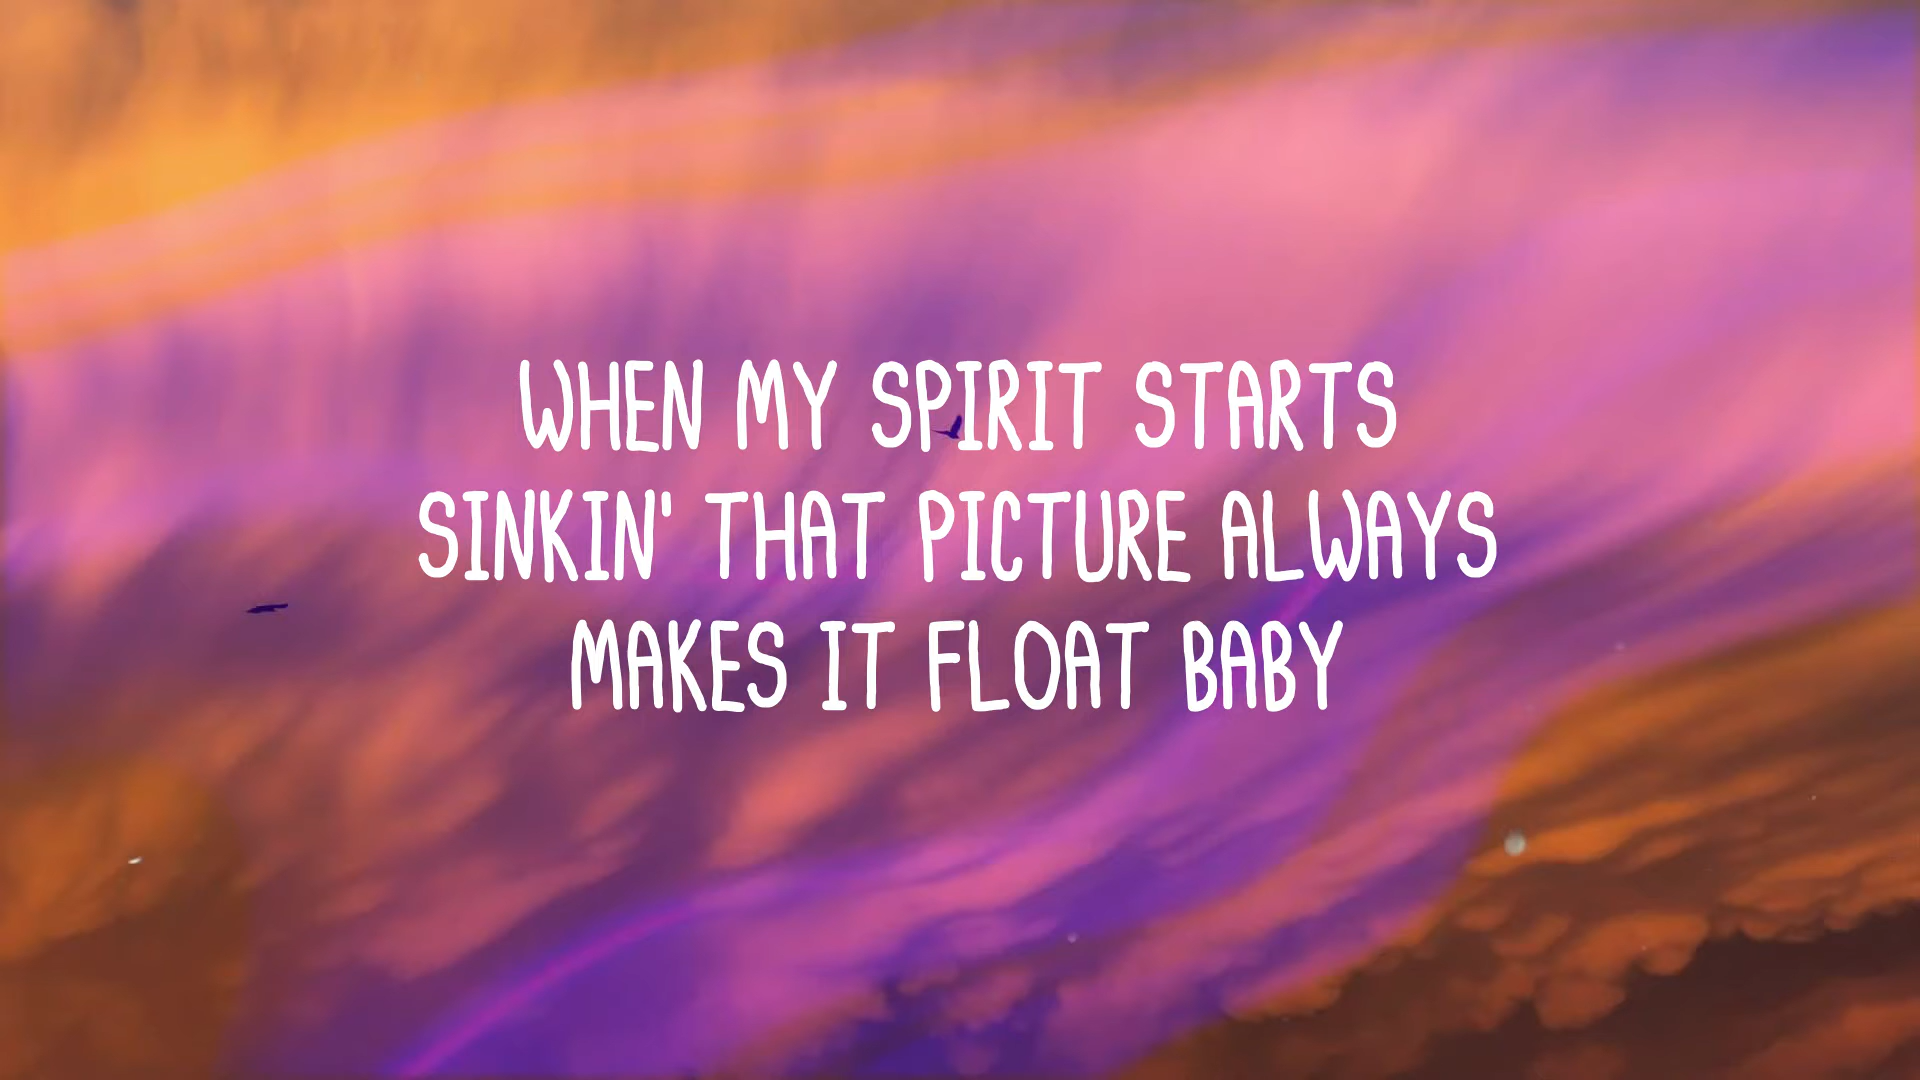 WHEN MY SPIRIT STARTS
SINKIN' THAT PICTURE ALWAYS
MAKES IT FLOAT BABY